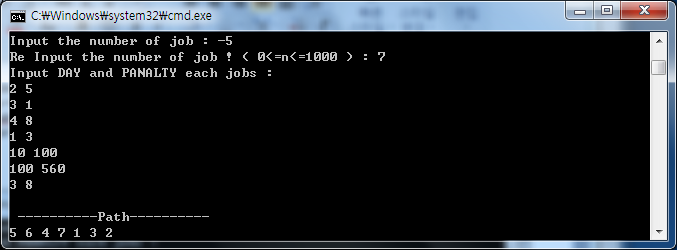 C:₩Windows₩system32₩cmd.exe
Input the number of job : -5
Re Input the number of job ! ( 0<=n<=1000 ) : 7
Input DAY and PANALTY each jobs :
2 5
3 1
4 8
1 3
10 100
100 560
3 8
----------Path----------
5 6 4 7 1 3 2